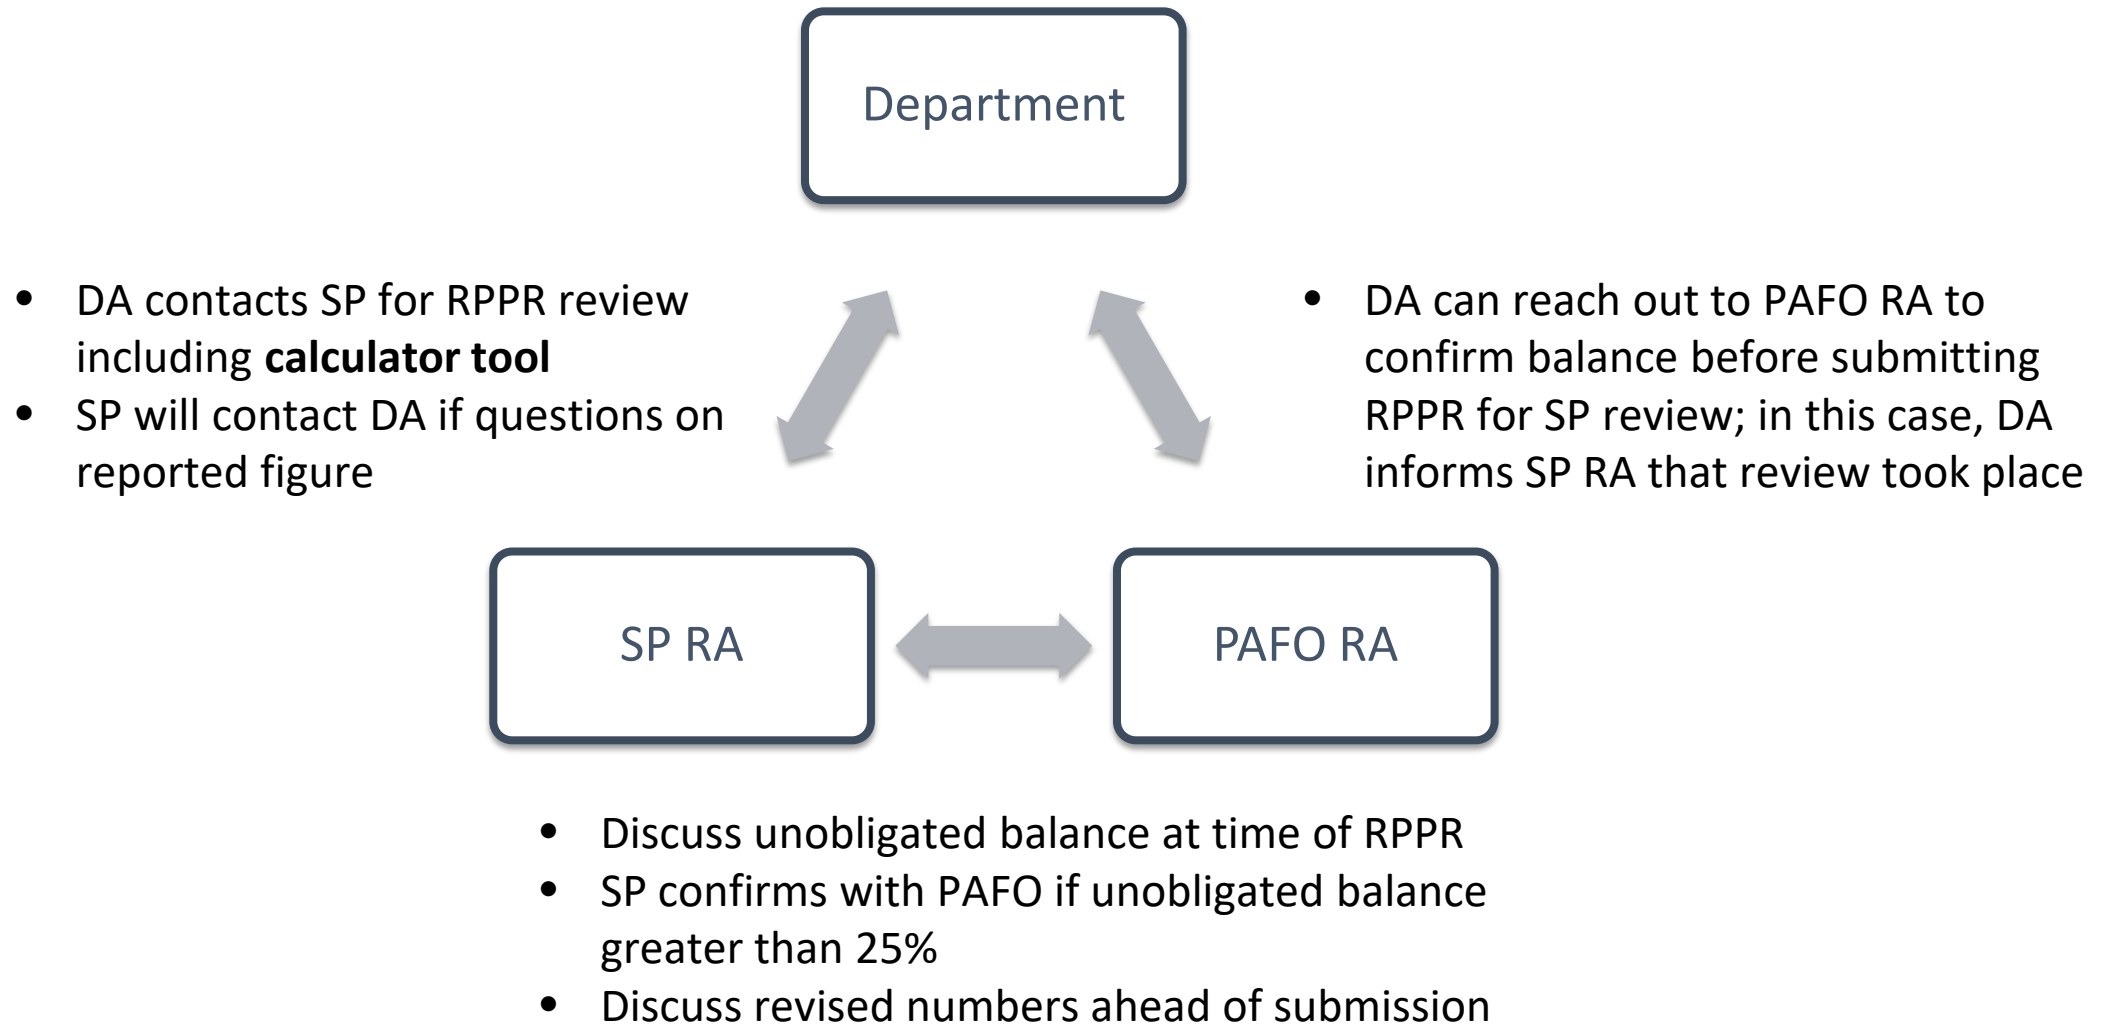 Department
• DA contacts SP for RPPR review
including calculator tool
• SP will contact DA if questions on
reported figure
• DA can reach out to PAFO RA to
confirm balance before submitting
RPPR for SP review; in this case, DA
informs SP RA that review took place
SP RA
PAFO RA
• Discuss unobligated balance at time of RPPR
• SP confirms with PAFO if unobligated balance
greater than 25%
• Discuss revised numbers ahead of submission